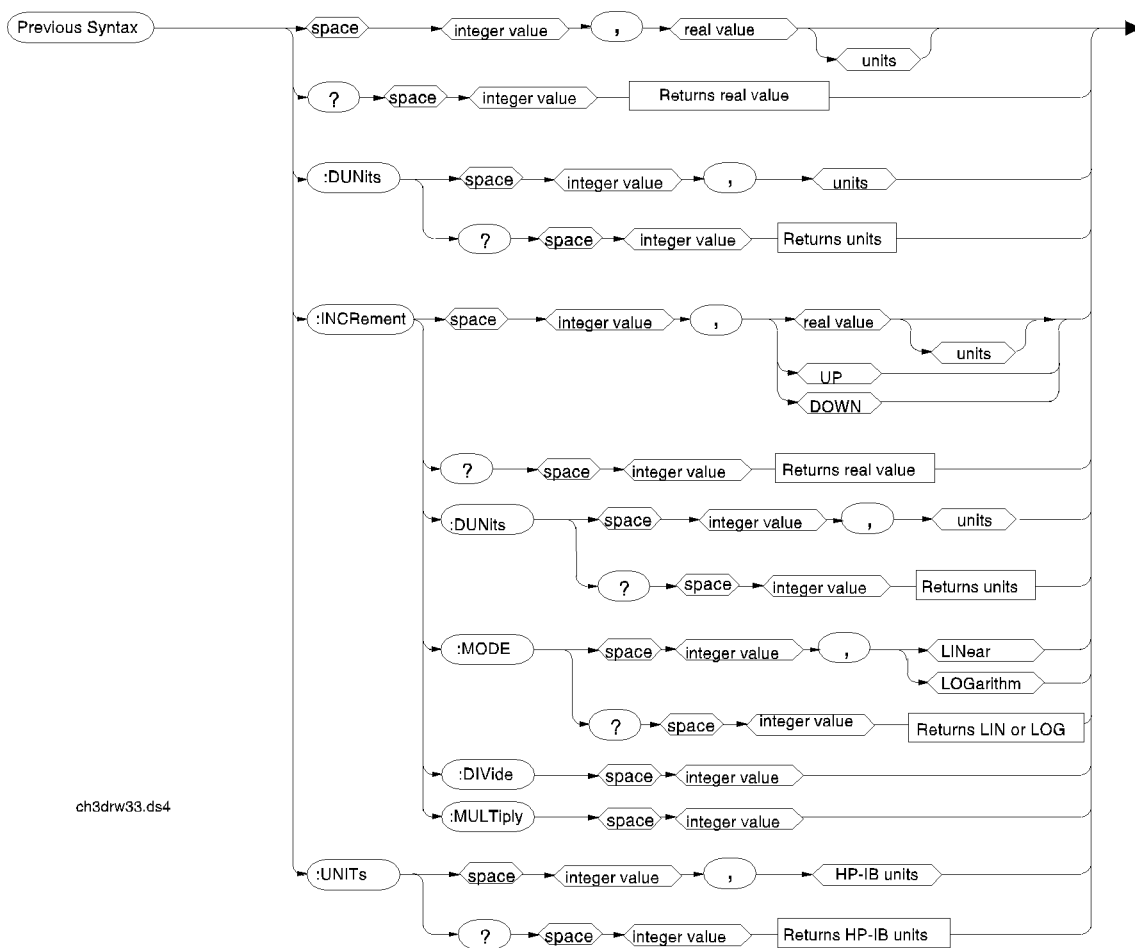 Previous Syntax space integer value , real value
units
? space integer value Returns real value
:DUNits space integer value , units
? space integer value Returns units
:INCRement space integer value , real value
units
UP
DOWN
? space integer value Returns real value
:DUNits space integer value , units
? space integer value Returns units
:MODE space integer value , LINear
LOGarithm
? space integer value Returns LIN or LOG
:DIVide space integer value
ch3drw33.ds4
:MULTiply space integer value
:UNITs space integer value , HP-IB units
? space integer value Returns HP-IB units